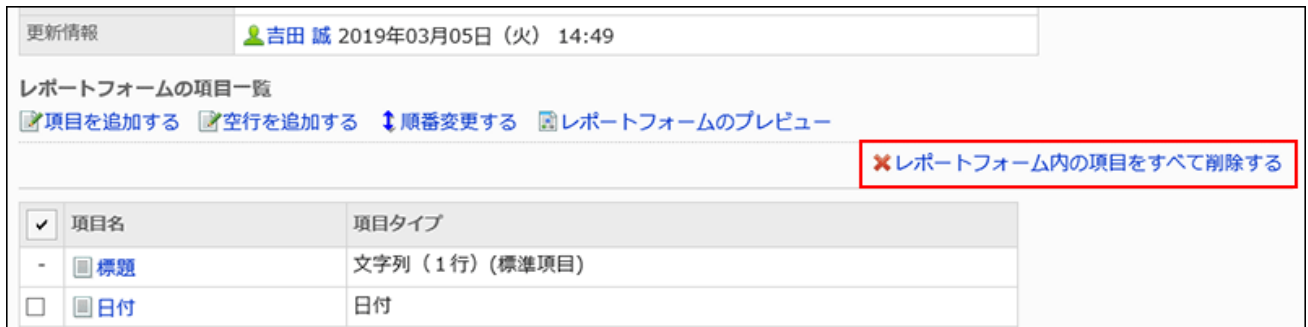 更新情報 吉田 誠 2019年03月05日（火） 14:49
レポートフォームの項目一覧
項目を追加する 空行を追加する 順番変更する レポートフォームのプレビュー
レポートフォーム内の項目をすべて削除する
項目名 項目タイプ
- 標題 文字列（１行）(標準項目)
日付 日付